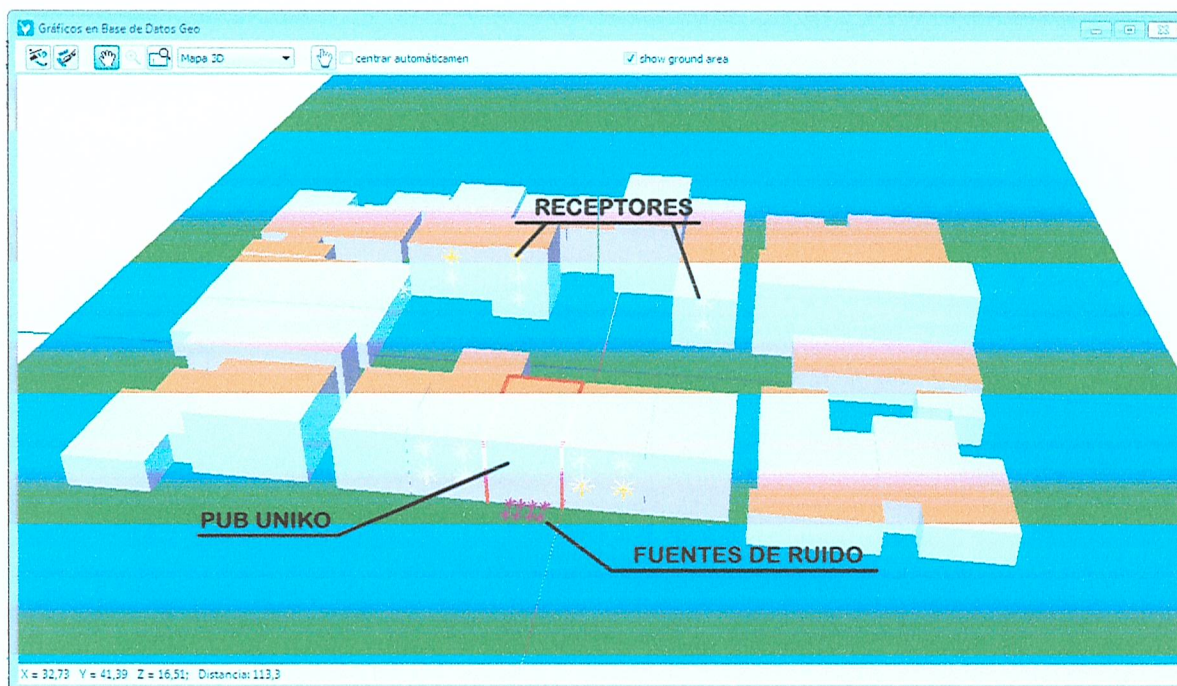 Gráficos en Base de Datos Geo
Mapa 3D
centrar automáticamen
show ground area
RECEPTORES
PUB UNIKO
FUENTES DE RUIDO
X = 32,73 Y = 41,39 Z = 16,51; Distancia: 113,3